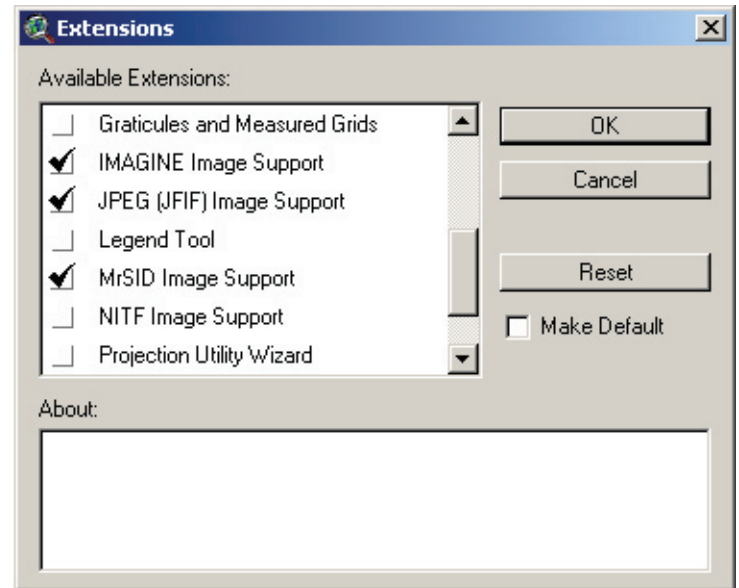 Extensions
Available Extensions:
Graticules and Measured Grids
IMAGINE Image Support
JPEG (JFIF) Image Support
Legend Tool
MrSID Image Support
NITF Image Support
Projection Utility Wizard
OK
Cancel
Reset
Make Default
About: